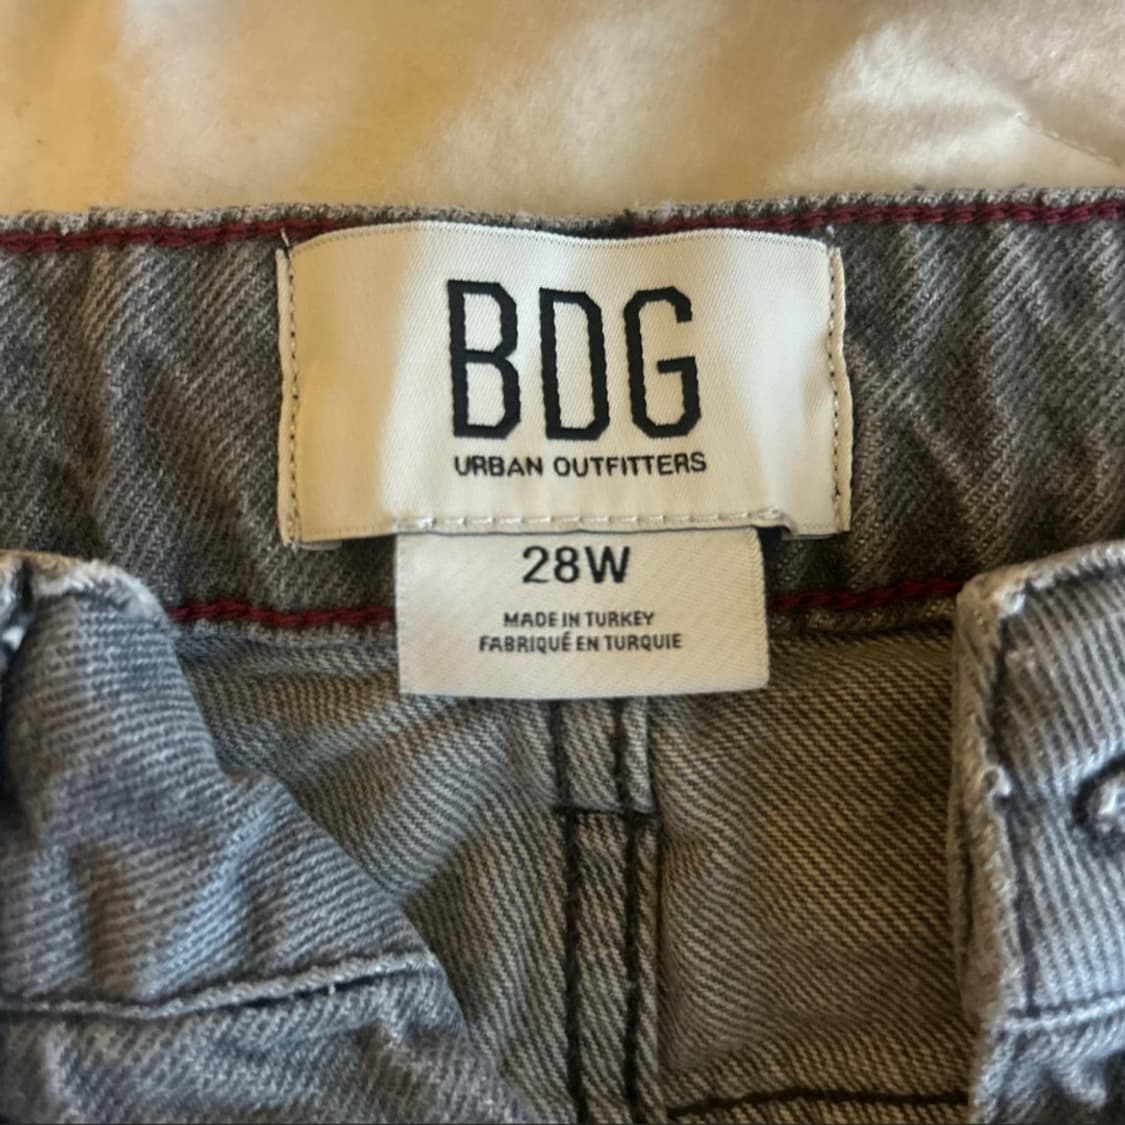 BDG
URBAN OUTFITTERS
28W
MADE IN TURKEY
FABRIQUÉ EN TURQUIE